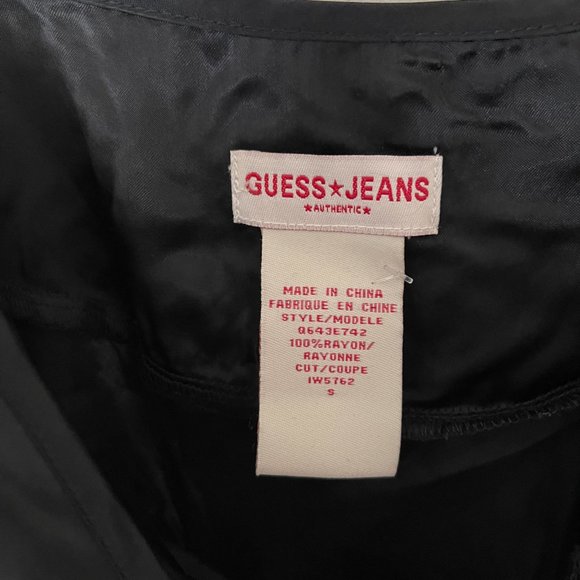 GUESS★JEANS
★AUTHENTIC★
MADE IN CHINA
FABRIQUE EN CHINE
STYLE/MODELE
Q643E742
100%RAYON/
RAYONNE
CUT/COUPE
IW5762
S